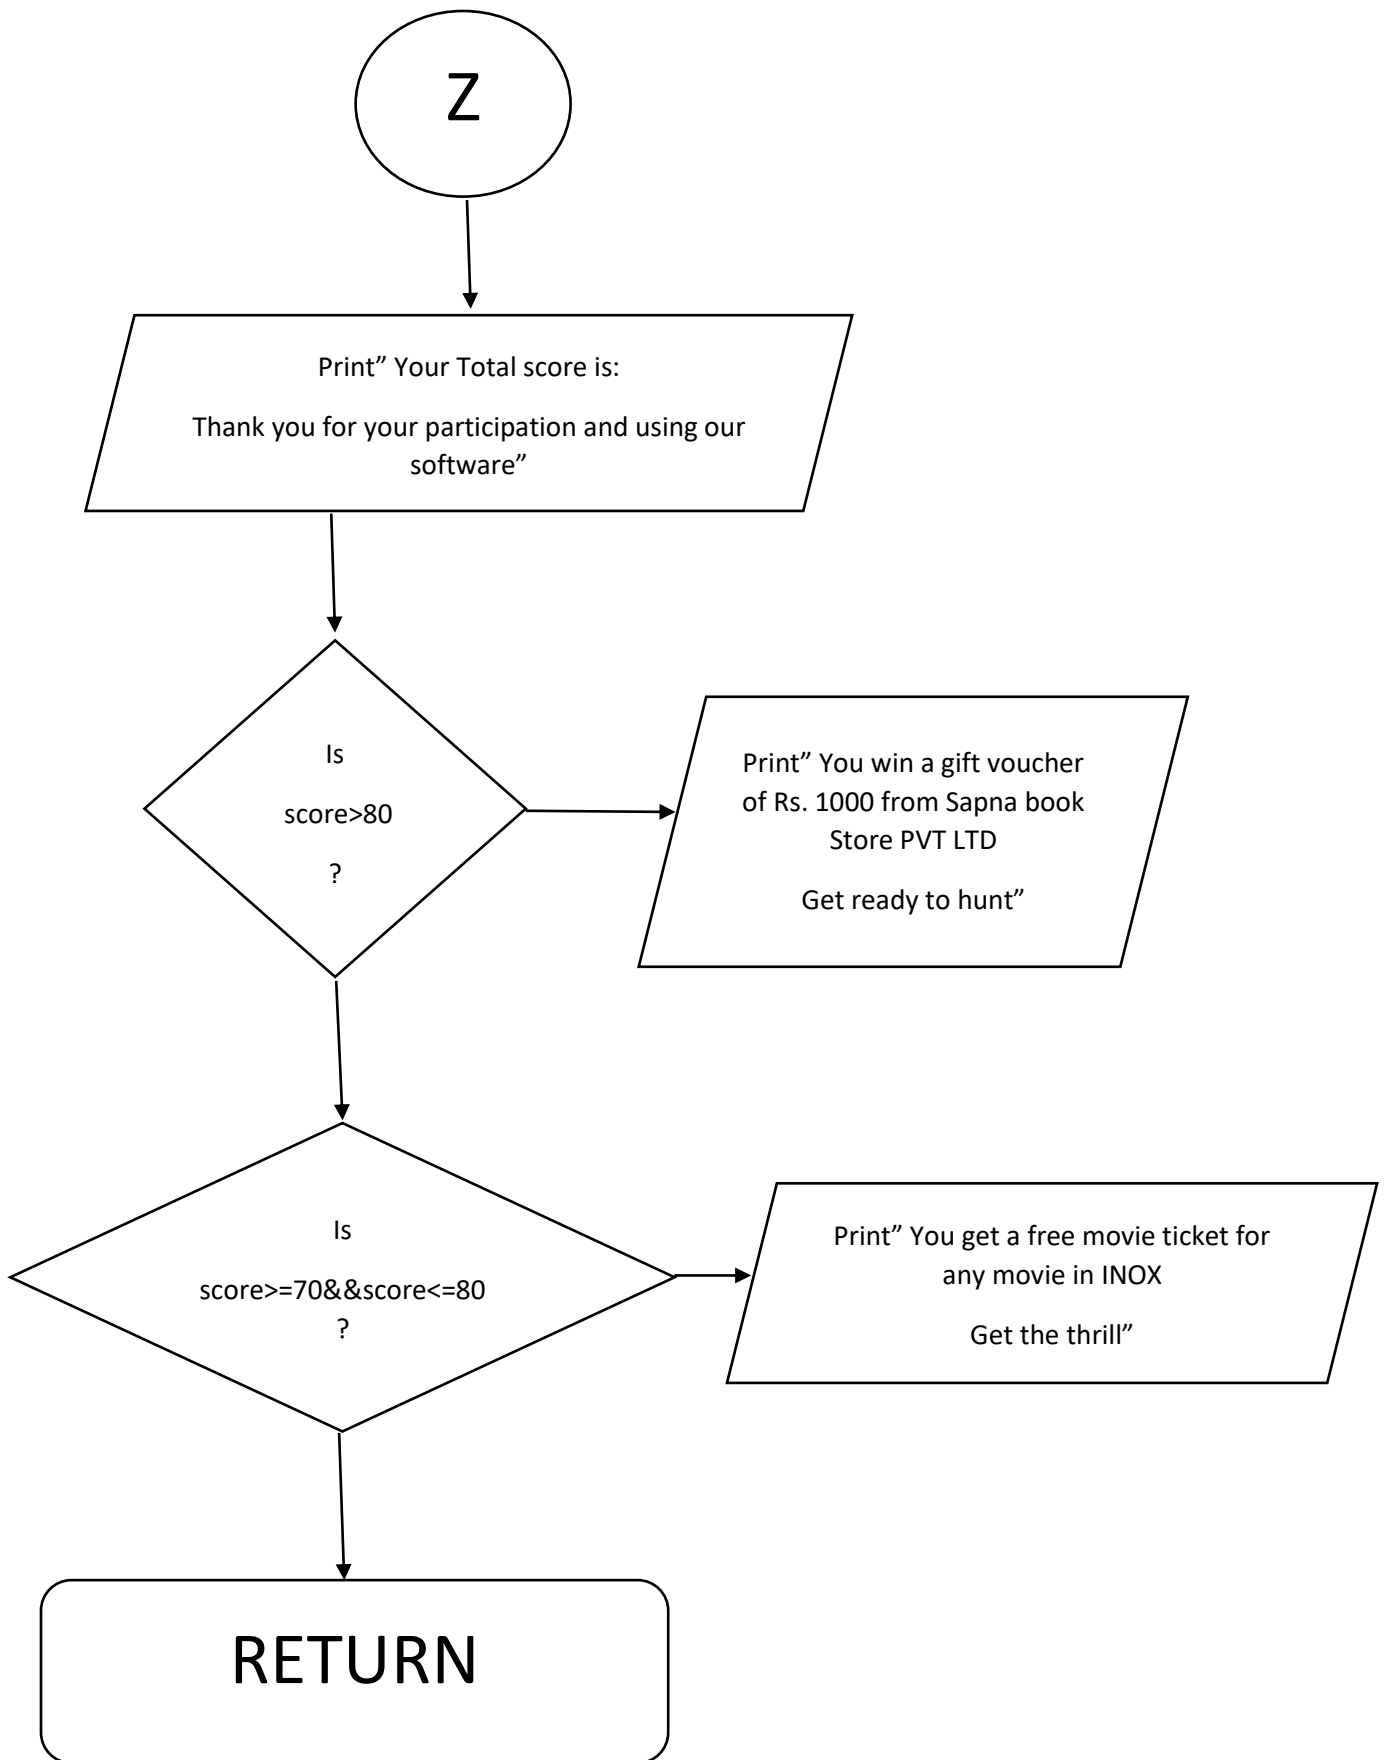 Z
Print” Your Total score is:
Thank you for your participation and using our
software”
Is
score>80
?
Print” You win a gift voucher
of Rs. 1000 from Sapna book
Store PVT LTD
Get ready to hunt”
Is
score>=70&&score<=80
?
Print” You get a free movie ticket for
any movie in INOX
Get the thrill”
RETURN